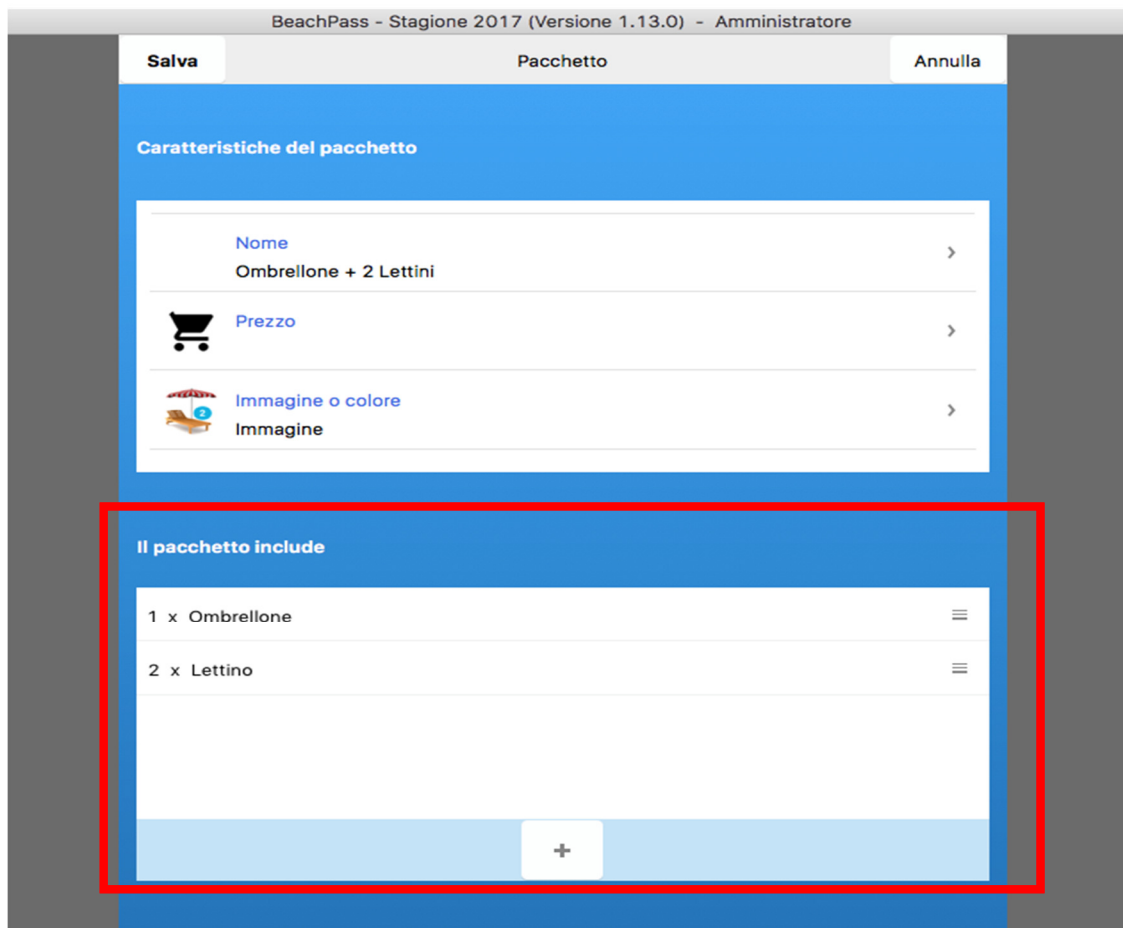 BeachPass - Stagione 2017 (Versione 1.13.0) - Amministratore
Salva Pacchetto Annulla
Caratteristiche del pacchetto
Nome
Ombrellone + 2 Lettini
Prezzo
Immagine o colore
2
Immagine
Il pacchetto include
1 x Ombrellone
2 x Lettino
+